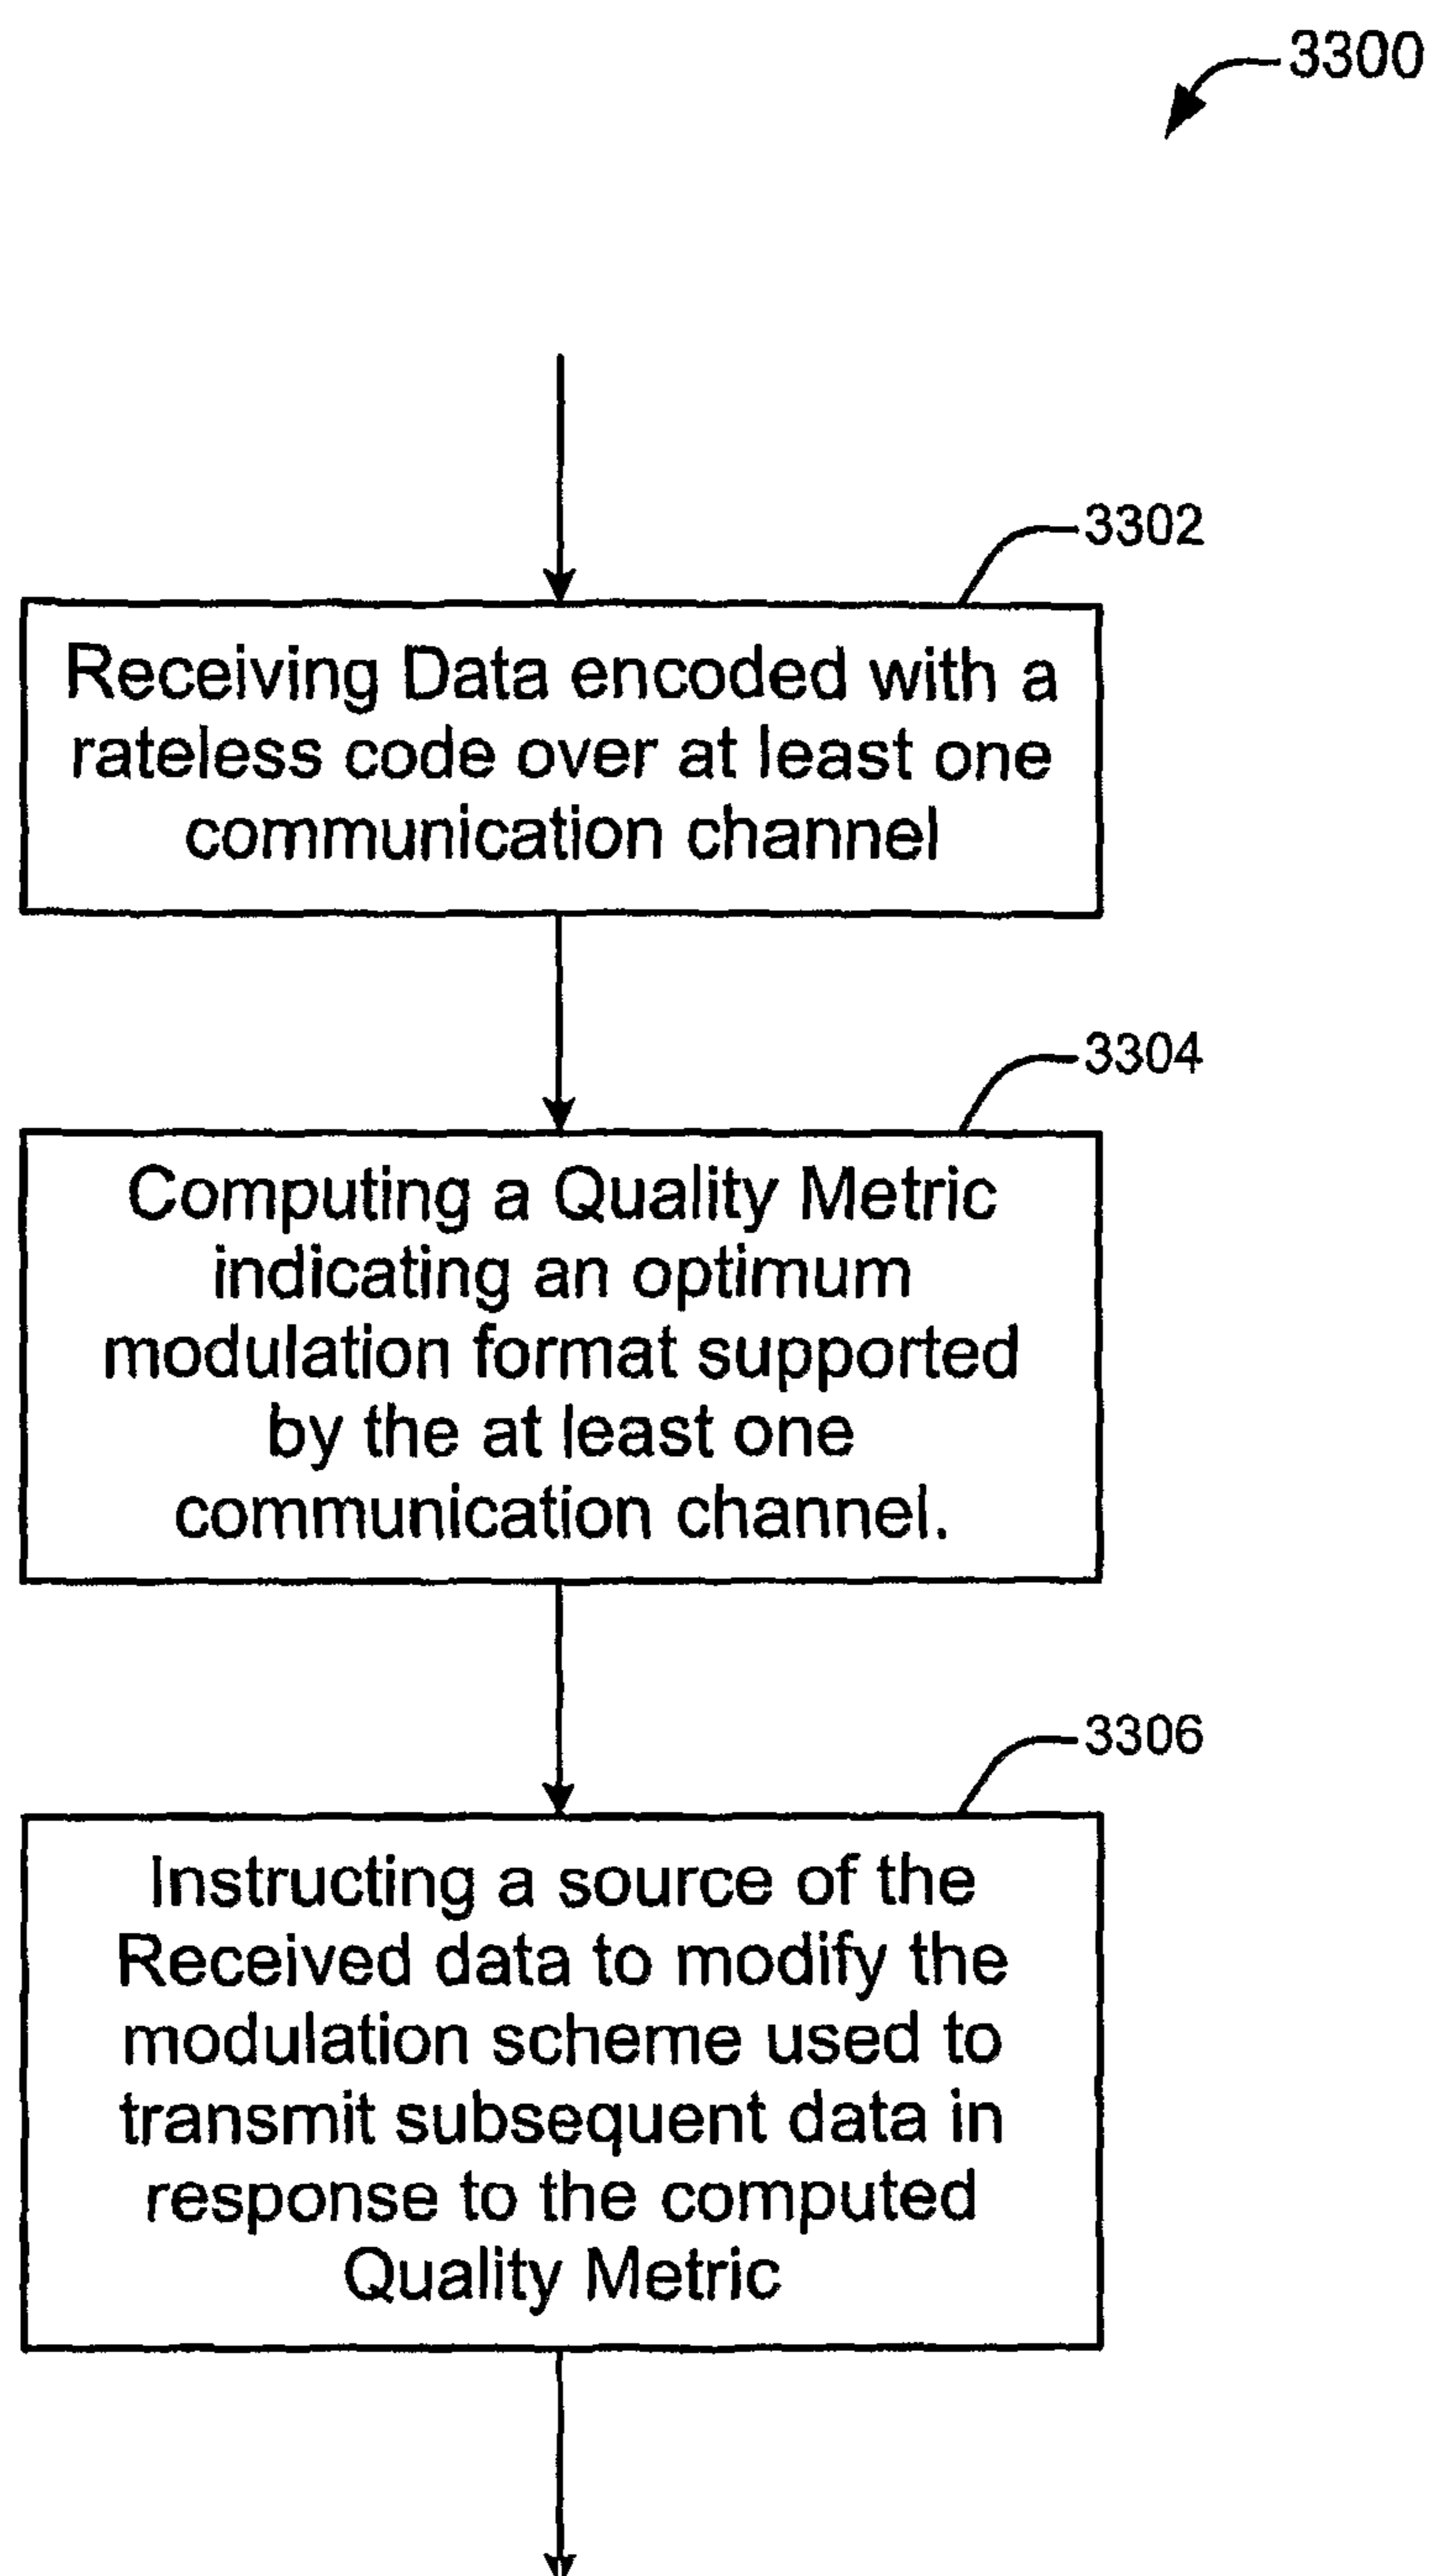 3300
3302
Receiving Data encoded with a
rateless code over at least one
communication channel
3304
Computing a Quality Metric
indicating an optimum
modulation format supported
by the at least one
communication channel.
3306
Instructing a source of the
Received data to modify the
modulation scheme used to
transmit subsequent data in
response to the computed
Quality Metric